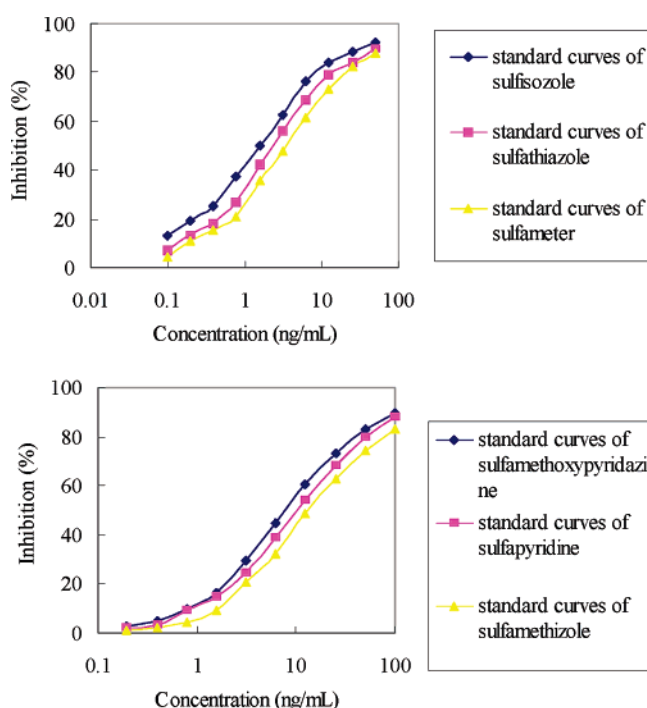 100
80
60
40
20
0
Inhibition (%)
0.01 0.1 1 10 100
Concentration (ng/mL)
standard curves of
sulfisozole
standard curves of
sulfathiazole
standard curves of
sulfameter
100
80
60
40
20
0
Inhibition (%)
0.1 1 10 100
Concentration (ng/mL)
standard curves of
sulfamethoxypyridazi
ne
standard curves of
sulfapyridine
standard curves of
sulfamethizole